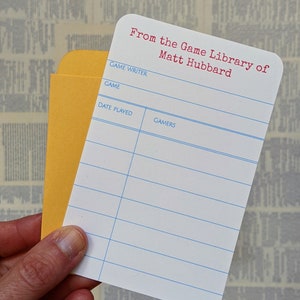 From the Game Library of
Matt Hubbard
GAME WRITER
GAME
DATE PLAYED GAMERS